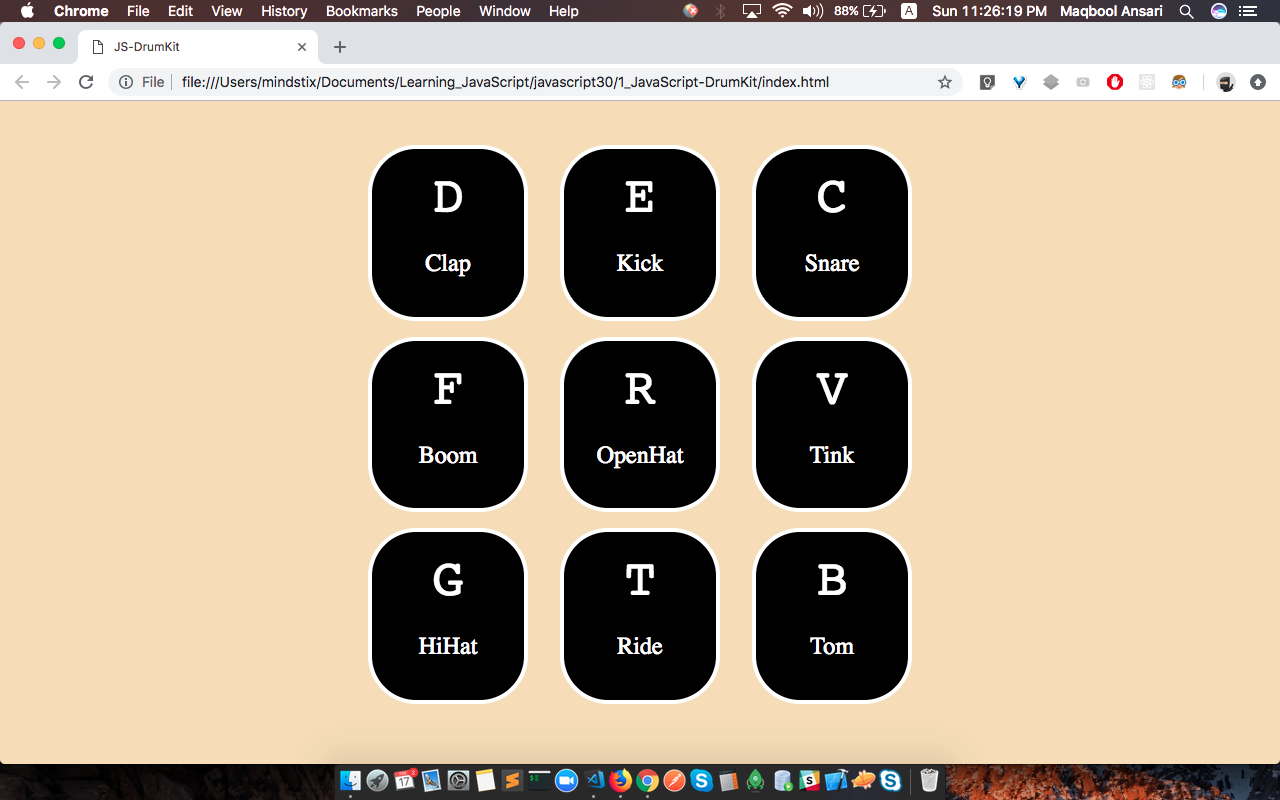 Chrome File Edit View History Bookmarks People Window Help 88% A Sun 11:26:19 PM Maqbool Ansari
JS-DrumKit
File file:///Users/mindstix/Documents/Learning_JavaScript/javascript30/1_JavaScript-DrumKit/index.html
D E C
Clap Kick Snare
F R V
Boom OpenHat Tink
G T B
HiHat Ride Tom
17